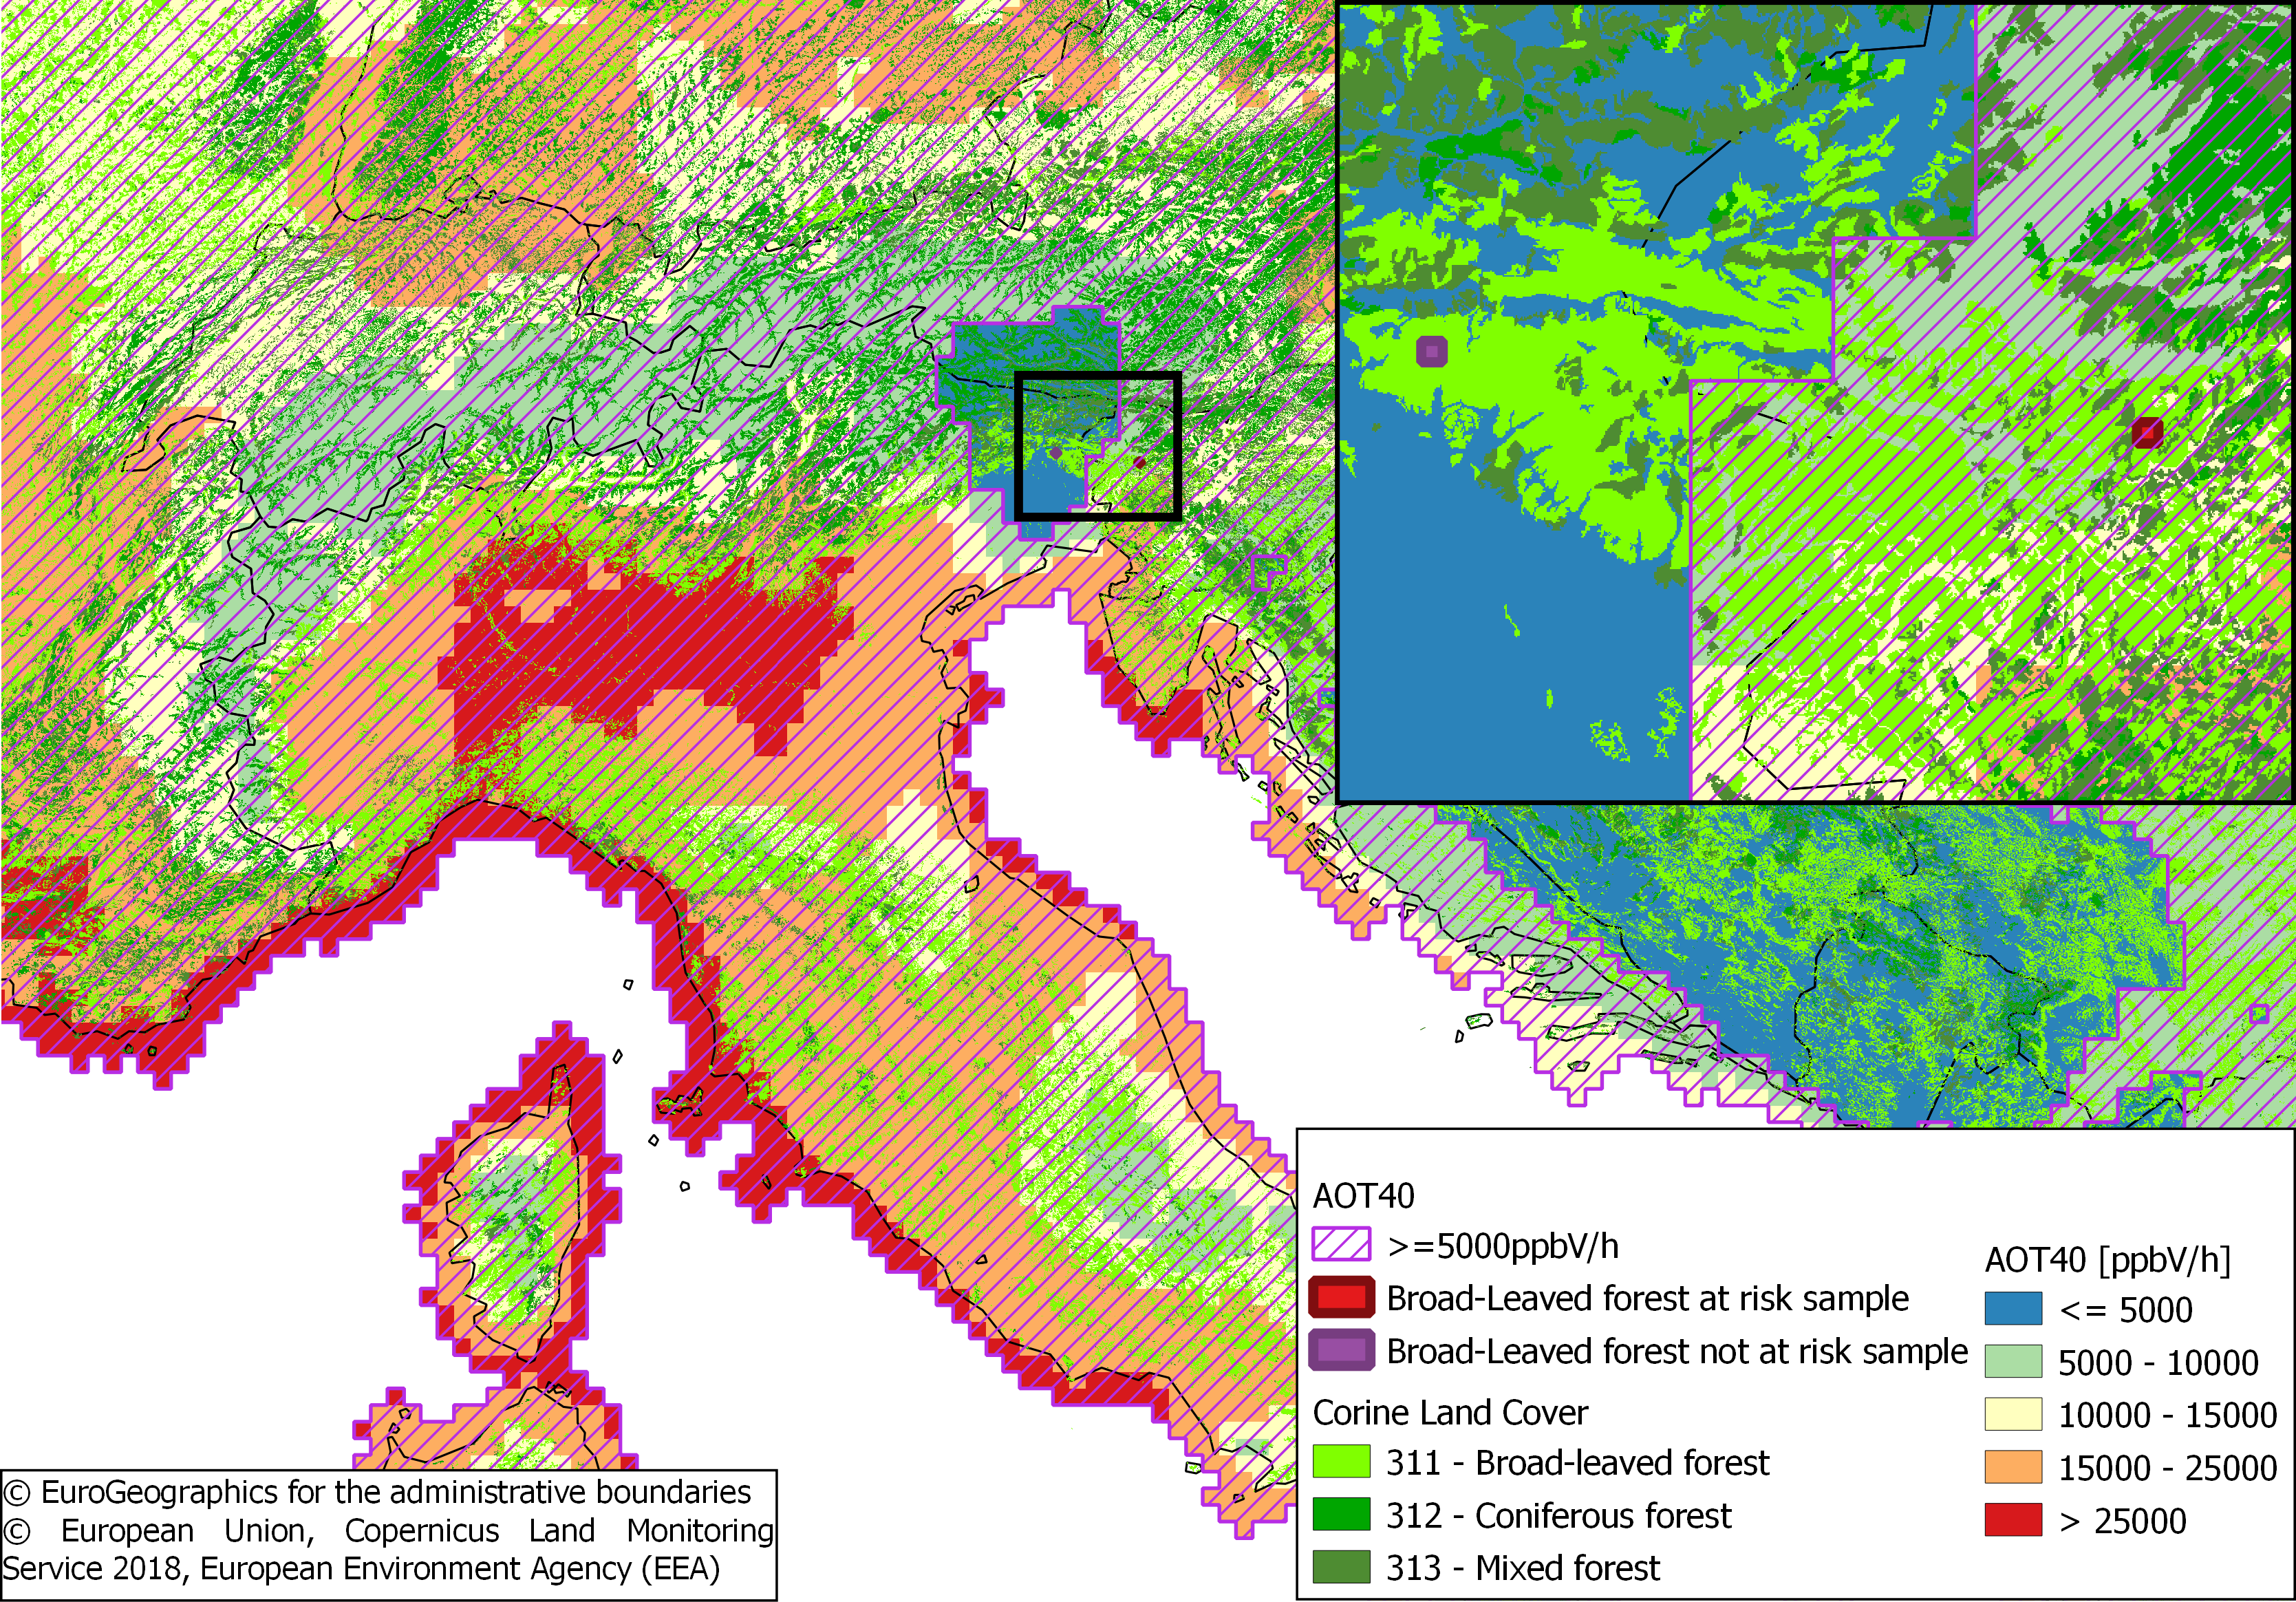 AOT40
>=5000ppbV/h
Broad-Leaved forest at risk sample
Broad-Leaved forest not at risk sample
Corine Land Cover
311 - Broad-leaved forest
312 - Coniferous forest
313 - Mixed forest
AOT40 [ppbV/h]
<= 5000
5000 - 10000
10000 - 15000
15000 - 25000
> 25000
© EuroGeographics for the administrative boundaries
© European Union, Copernicus Land Monitoring
Service 2018, European Environment Agency (EEA)